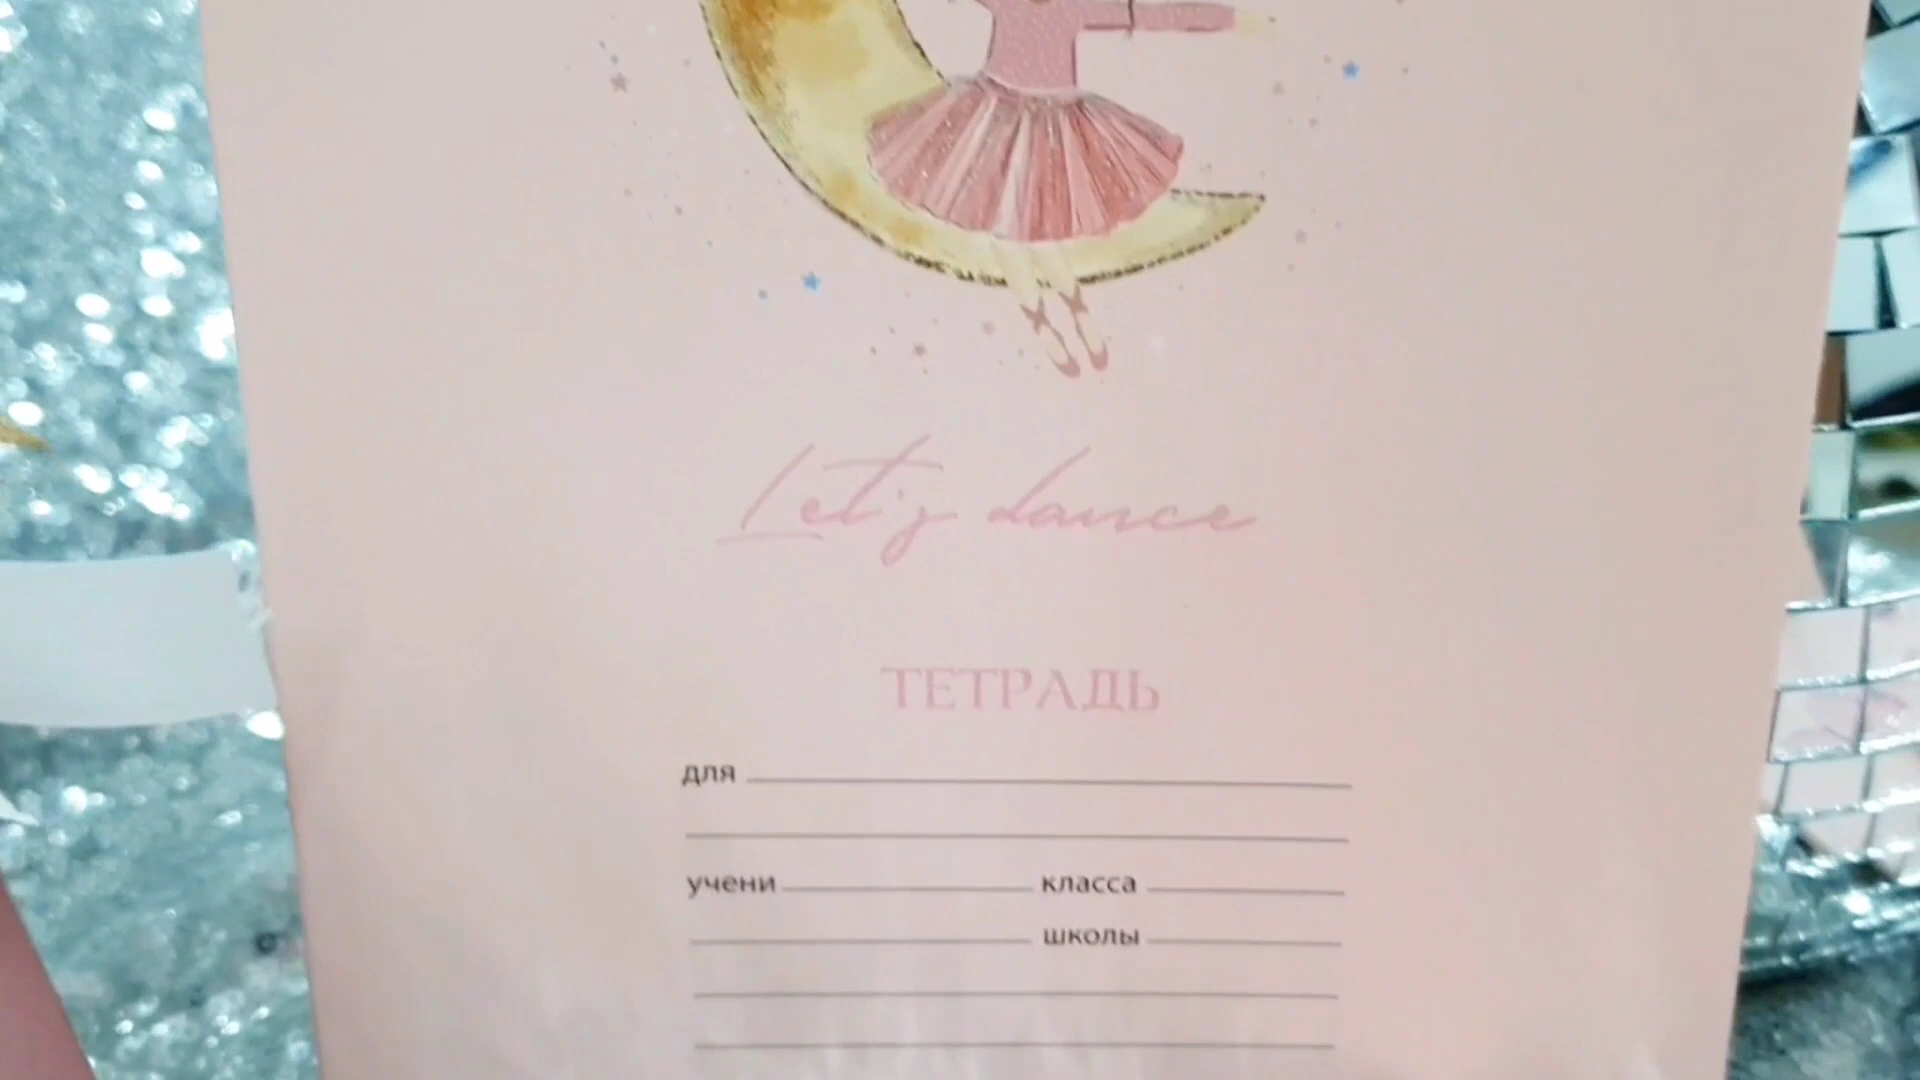 Let's dance
ТЕТРАДЬ
для
учени класса
школы